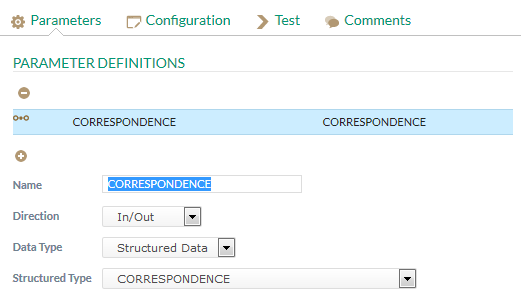 Parameters Configuration Test Comments
PARAMETER DEFINITIONS
CORRESPONDENCE CORRESPONDENCE
Name CORRESPONDENCE
Direction In/Out
Data Type Structured Data
Structured Type CORRESPONDENCE